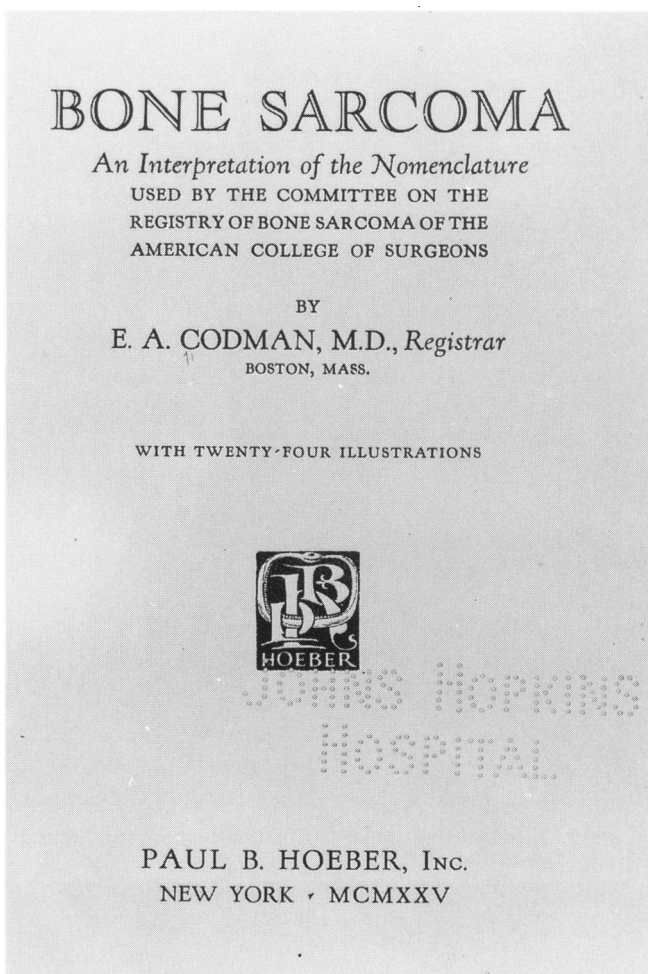 BONE SARCOMA
An Interpretation of the Nomenclature
USED BY THE COMMITTEE ON THE
REGISTRY OF BONE SARCOMA OF THE
AMERICAN COLLEGE OF SURGEONS
BY
E. A. CODMAN, M.D., Registrar
BOSTON, MASS.
WITH TWENTY-FOUR ILLUSTRATIONS
HOEBER
JOHNS HOPKINS
HOSPITAL
PAUL B. HOEBER, INC.
NEW YORK · MCMXXV